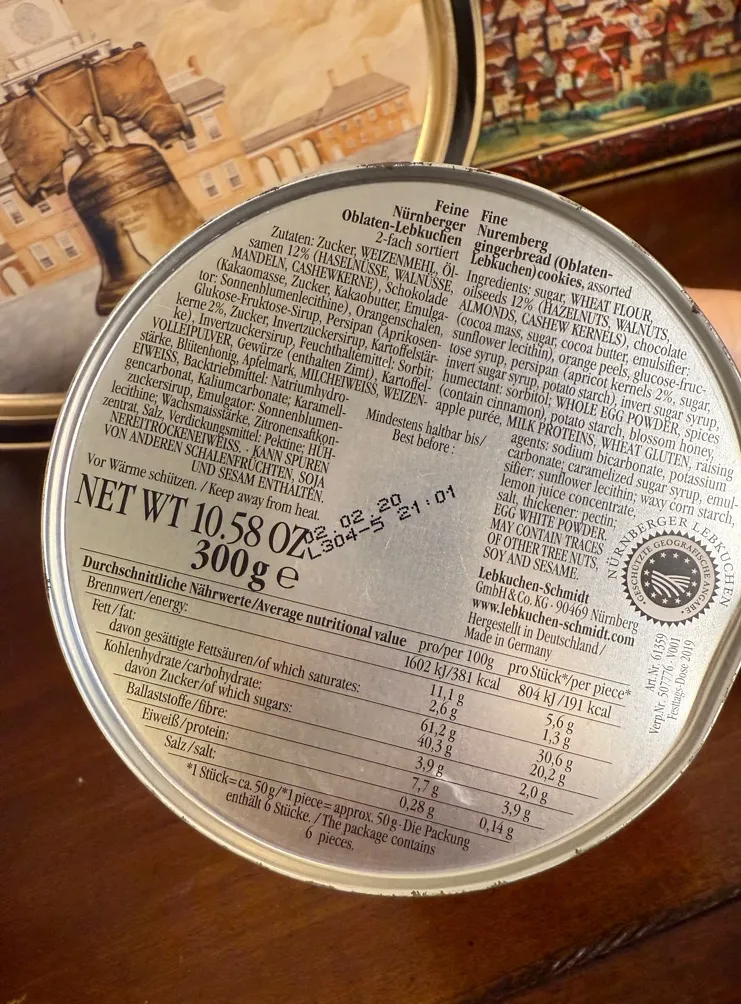 Feine
Nürnberger
Oblaten-Lebkuchen
2-fach sortiert
Zutaten: Zucker, WEIZENMEHL, ÖL-
samen 12% (HASELNÜSSE, WALNÜSSE
MANDELN, CASHEWKERNE), Schokolade
(Kakaomasse, Zucker, Kakaobutter, Emulga-
tor: Sonnenblumenlecithine), Orangenschalen,
Glukose-Fruktose-Sirup, Persipan (Aprikosen-
kerne 2%, Zucker, Invertzuckersirup, Kartoffelstär-
ke), Invertzuckersirup, Feuchthaltemittel: Sorbit,
VOLLEIPULVER, Gewürze (enthalten Zimt), Kartoffel-
stärke, Blütenhonig, Apfelmark, MILCHEIWEISS, WEIZEN-
EIWEISS, Backtriebmittel: Natriumhydro-
gencarbonat, Kaliumcarbonate; Karamell-
zuckersirup, Emulgator: Sonnenblumen-
lecithine; Wachsmaisstärke, Zitronensaftkon-
zentrat, Salz, Verdickungsmittel: Pektine; HÜH-
NEREITROCKENEIWEISS. · KANN SPUREN
VON ANDEREN SCHALENFRÜCHTEN, SOJA
UND SESAM ENTHALTEN.
Vor Wärme schützen. / Keep away from heat.
NET WT 10.58 OZ
300g e
Fine
Nuremberg
gingerbread (Oblaten-
Lebkuchen) cookies, assorted
Ingredients: sugar, WHEAT FLOUR,
oilseeds 12% (HAZELNUTS, WALNUTS,
ALMONDS, CASHEW KERNELS), chocolate
(cocoa mass, sugar, cocoa butter, emulsifier:
sunflower lecithin), orange peels, glucose-fruc-
tose syrup, persipan (apricot kernels 2%, sugar,
invert sugar syrup, potato starch), invert sugar syrup,
humectant: sorbitol; WHOLE EGG POWDER, spices
(contain cinnamon), potato starch, blossom honey,
apple purée, MILK PROTEINS, WHEAT GLUTEN, raising
agents: sodium bicarbonate, potassium
carbonate; caramelized sugar syrup, emul-
sifier: sunflower lecithin; waxy corn starch,
lemon juice concentrate,
salt, thickener: pectin;
EGG WHITE POWDER.
MAY CONTAIN TRACES
OF OTHER TREE NUTS,
SOY AND SESAME.
Mindestens haltbar bis/
Best before:
02.02.20
L304-5 21:01
Lebkuchen-Schmidt
GmbH & Co. KG · 90469 Nürnberg
www.lebkuchen-schmidt.com
Hergestellt in Deutschland/
Made in Germany
NÜRNBERGER LEBKUCHEN
GESCHÜTZTE GEOGRAFISCHE ANGABE
Art.Nr. 61359
Verp.Nr. 507776 · 0001
Festtags-Dose 2019
Durchschnittliche Nährwerte/Average nutritional value pro/per 100g pro Stück*/per piece*
Brennwert/energy: 1602 kJ/381 kcal 804 kJ/191 kcal
Fett/fat: 11,1 g 5,6 g
davon gesättigte Fettsäuren/of which saturates: 2,6 g 1,3 g
Kohlenhydrate/carbohydrate: 61,2 g 30,6 g
davon Zucker/of which sugars: 40,3 g 20,2 g
Ballaststoffe/fibre: 3,9 g 2,0 g
Eiweiß/protein: 7,7 g 3,9 g
Salz/salt: 0,28 g 0,14 g
*1 Stück = ca. 50 g/*1 piece = approx. 50 g · Die Packung
enthält 6 Stücke. / The package contains
6 pieces.